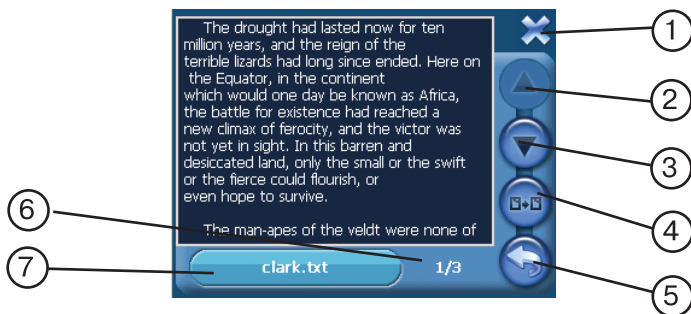 The drought had lasted now for ten
million years, and the reign of the
terrible lizards had long since ended. Here on
the Equator, in the continent
which would one day be known as Africa,
the battle for existence had reached a
new climax of ferocity, and the victor was
not yet in sight. In this barren and
desiccated land, only the small or the swift
or the fierce could flourish, or
even hope to survive.
The man-apes of the veldt were none of
clark.txt
1/3
1
2
3
4
5
6
7